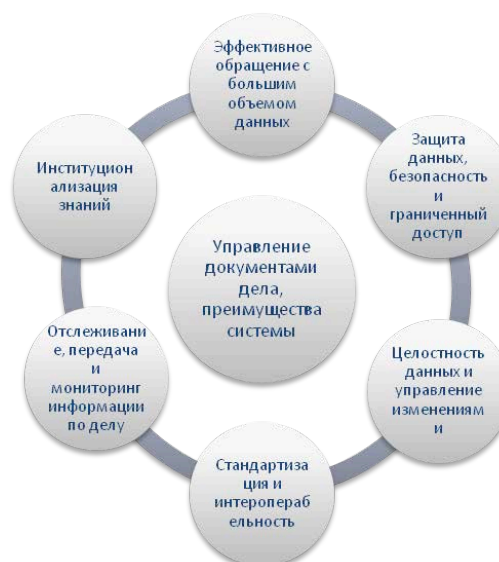 Эффективное
обращение с
большим
объемом
данных
Защита
данных,
безопасность
и
граниченный
доступ
Целостность
данных и
управление
изменениям
и
Стандартиза
ция и
интероператб
ельность
Отслеживани
е, передача
и
мониторинг
информации
по делу
Институцион
ализация
знаний
Управление
документами
дела,
преимущества
системы